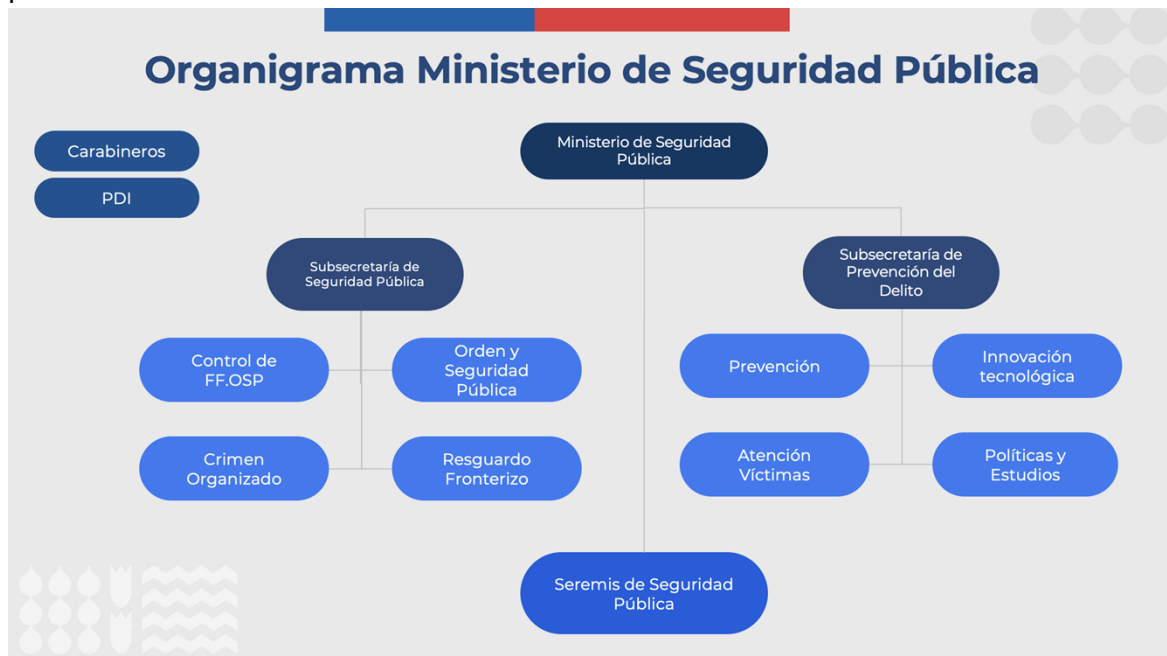 Organigrama Ministerio de Seguridad Pública
Carabineros
PDI
Ministerio de Seguridad
Pública
Subsecretaría de
Seguridad Pública
Subsecretaría de
Prevención del
Delito
Control de
FF.OSP
Orden y
Seguridad
Pública
Prevención
Innovación
tecnológica
Crimen
Organizado
Resguardo
Fronterizo
Atención
Víctimas
Políticas y
Estudios
Seremis de Seguridad
Pública